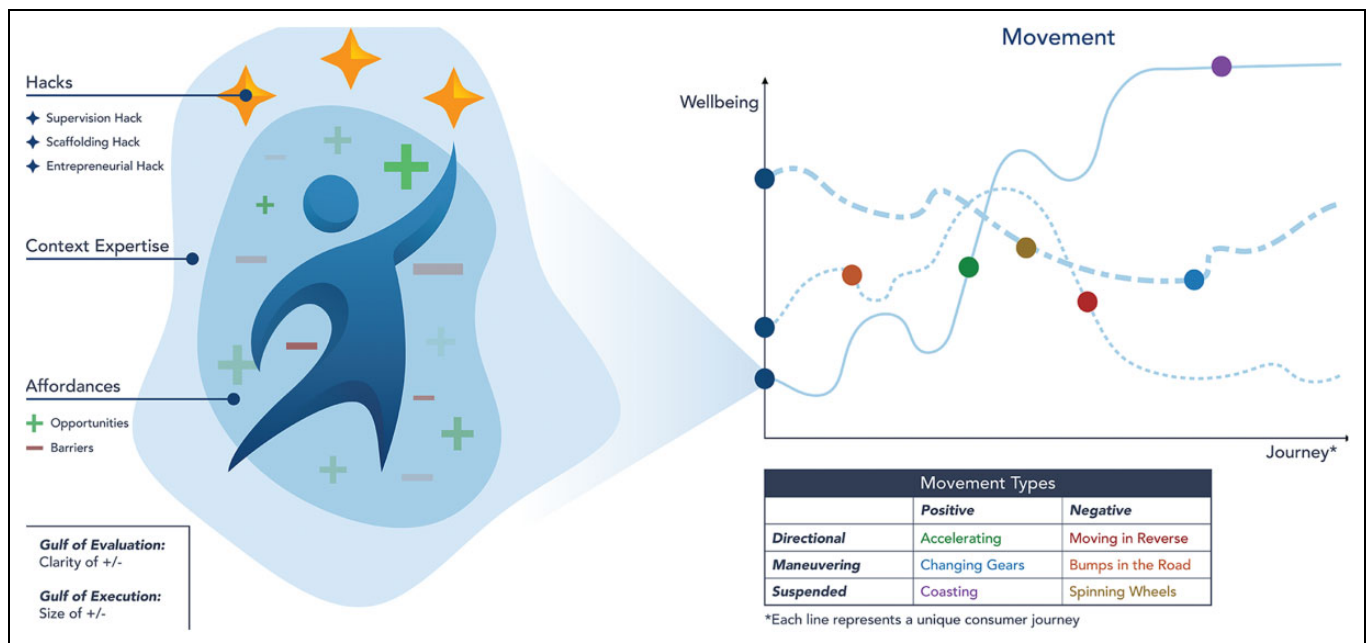 Hacks
Supervision Hack
Scaffolding Hack
Entrepreneurial Hack
Context Expertise
Affordances
Opportunities
Barriers
Gulf of Evaluation:
Clarity of +/-
Gulf of Execution:
Size of +/-
Movement
Wellbeing
Journey*
Movement Types
Positive Negative
Directional Accelerating Moving in Reverse
Maneuvering Changing Gears Bumps in the Road
Suspended Coasting Spinning Wheels
*Each line represents a unique consumer journey